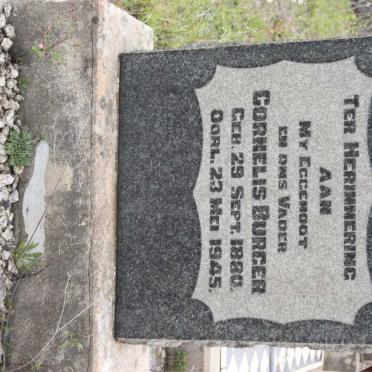 TER HERINNERING
AAN
MY EGGENOOT
EN ONS VADER
CORNELIS BURGER
GEB. 29 SEPT. 1880.
OORL. 23 MEI 1945.